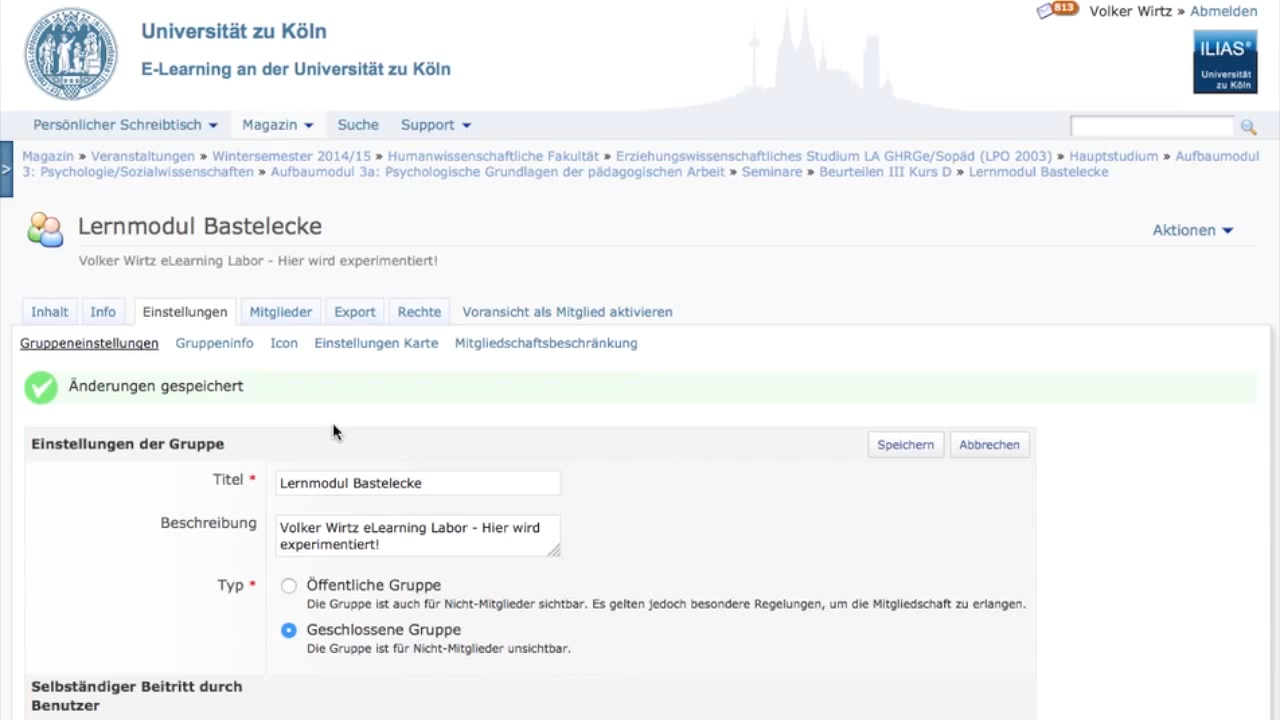 813
Volker Wirtz » Abmelden
Universität zu Köln
E-Learning an der Universität zu Köln
ILIAS®
Universität
zu Köln
Persönlicher Schreibtisch Magazin Suche Support
>
Magazin » Veranstaltungen » Wintersemester 2014/15 » Humanwissenschaftliche Fakultät » Erziehungswissenschaftliches Studium LA GHRGe/Sopäd (LPO 2003) » Hauptstudium » Aufbaumodul
3: Psychologie/Sozialwissenschaften » Aufbaumodul 3a: Psychologische Grundlagen der pädagogischen Arbeit » Seminare » Beurteilen III Kurs D » Lernmodul Bastelecke
Lernmodul Bastelecke
Aktionen
Volker Wirtz eLearning Labor - Hier wird experimentiert!
Inhalt Info Einstellungen Mitglieder Export Rechte Voransicht als Mitglied aktivieren
Gruppeneinstellungen Gruppeninfo Icon Einstellungen Karte Mitgliedschaftsbeschränkung
Änderungen gespeichert
Einstellungen der Gruppe Speichern Abbrechen
Titel * Lernmodul Bastelecke
Beschreibung Volker Wirtz eLearning Labor - Hier wird
experimentiert!
Typ * Öffentliche Gruppe
Die Gruppe ist auch für Nicht-Mitglieder sichtbar. Es gelten jedoch besondere Regelungen, um die Mitgliedschaft zu erlangen.
Geschlossene Gruppe
Die Gruppe ist für Nicht-Mitglieder unsichtbar.
Selbständiger Beitritt durch
Benutzer